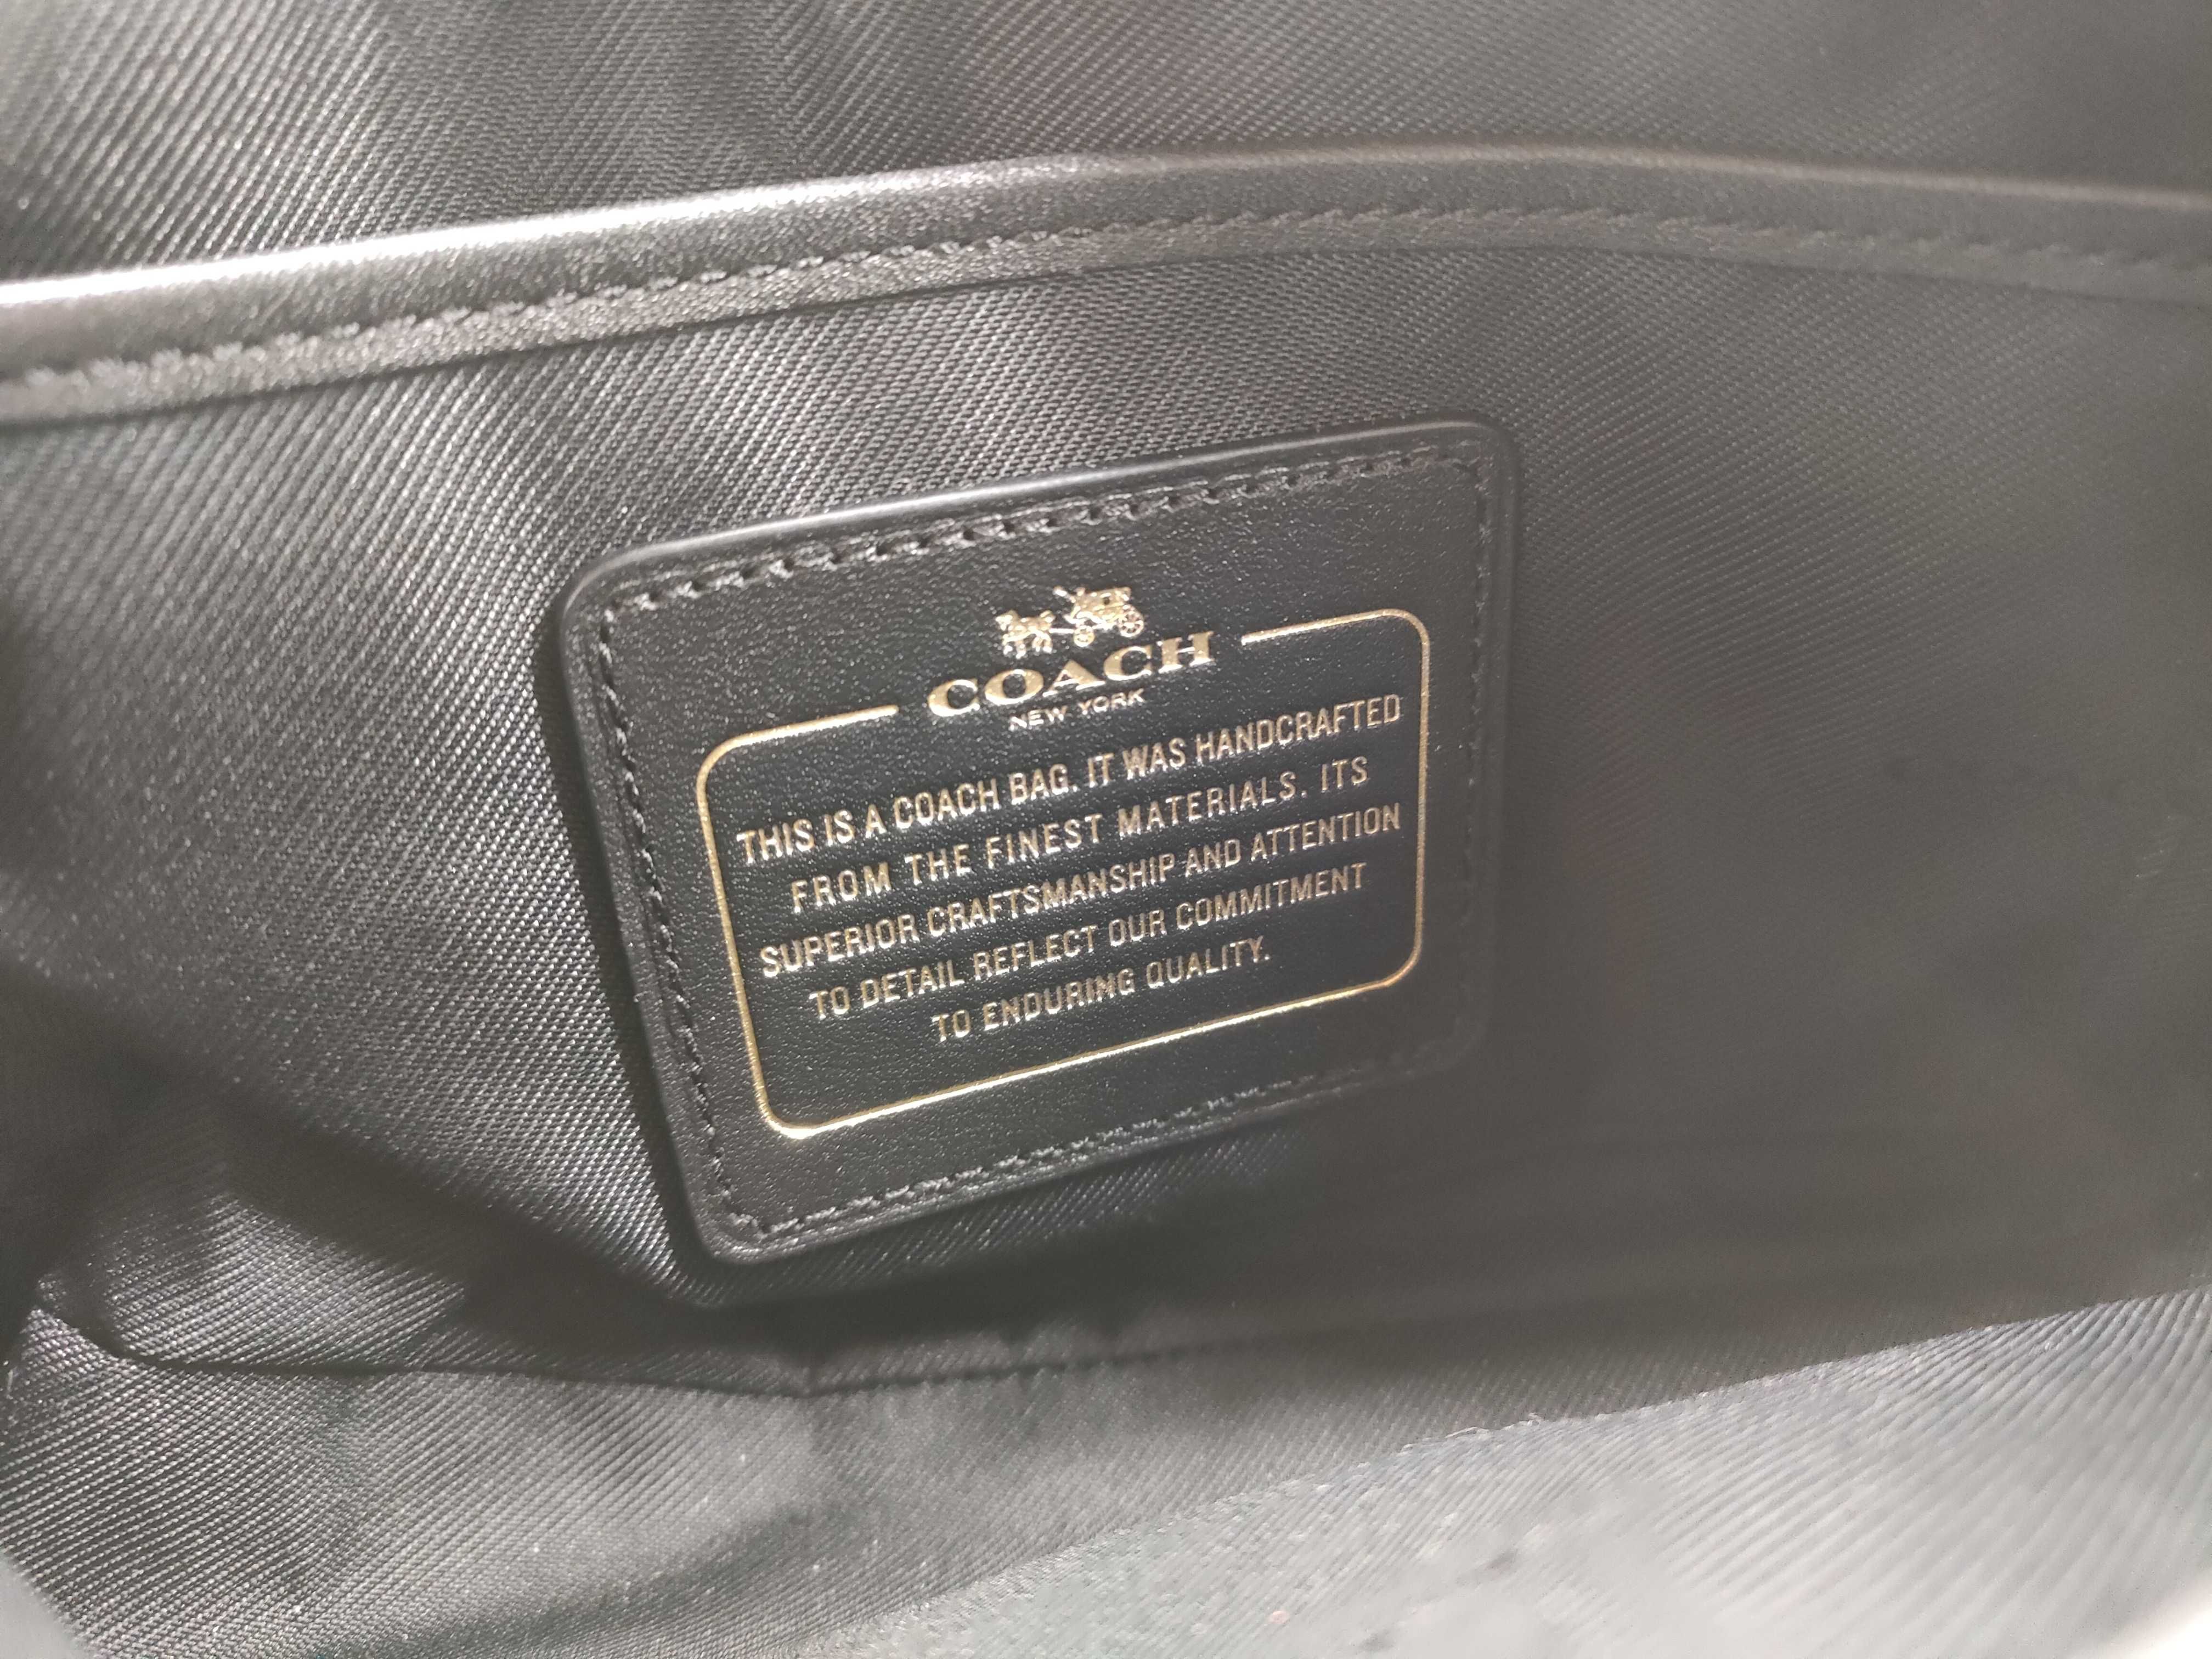 COACH
NEW YORK
THIS IS A COACH BAG. IT WAS HANDCRAFTED
FROM THE FINEST MATERIALS. ITS
SUPERIOR CRAFTSMANSHIP AND ATTENTION
TO DETAIL REFLECT OUR COMMITMENT
TO ENDURING QUALITY.